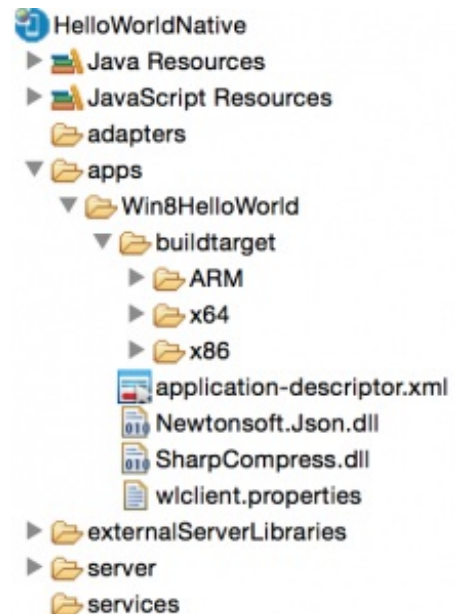 HelloWorldNative
Java Resources
JavaScript Resources
adapters
apps
Win8HelloWorld
buildtarget
ARM
x64
x86
application-descriptor.xml
Newtonsoft.Json.dll
SharpCompress.dll
wlclient.properties
externalServerLibraries
server
services